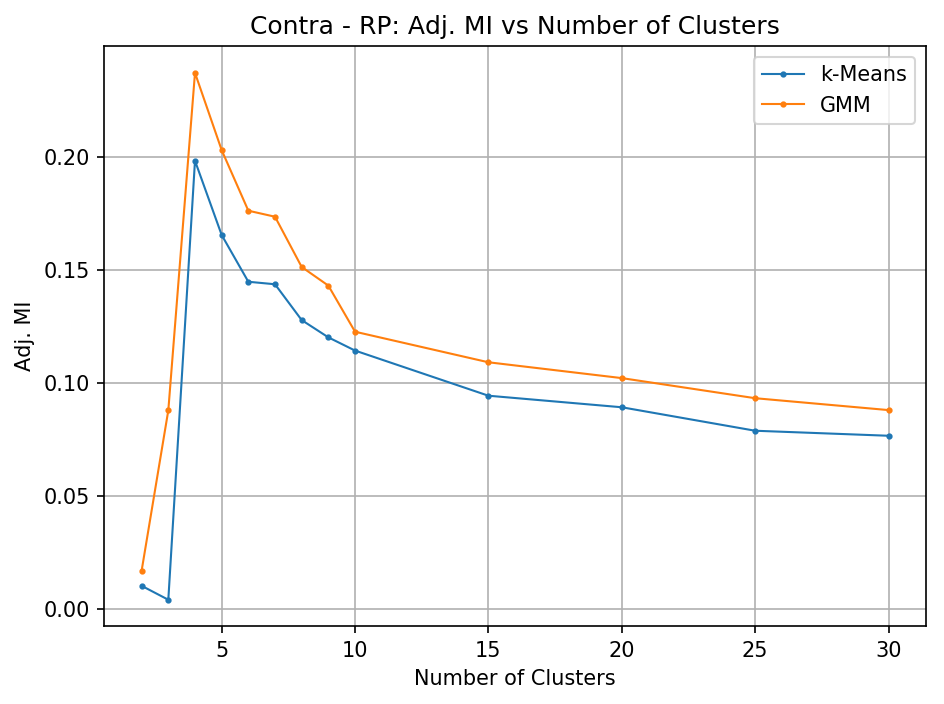 Contra - RP: Adj. MI vs Number of Clusters
k-Means
GMM
Adj. MI
0.20
0.15
0.10
0.05
0.00
5 10 15 20 25 30
Number of Clusters